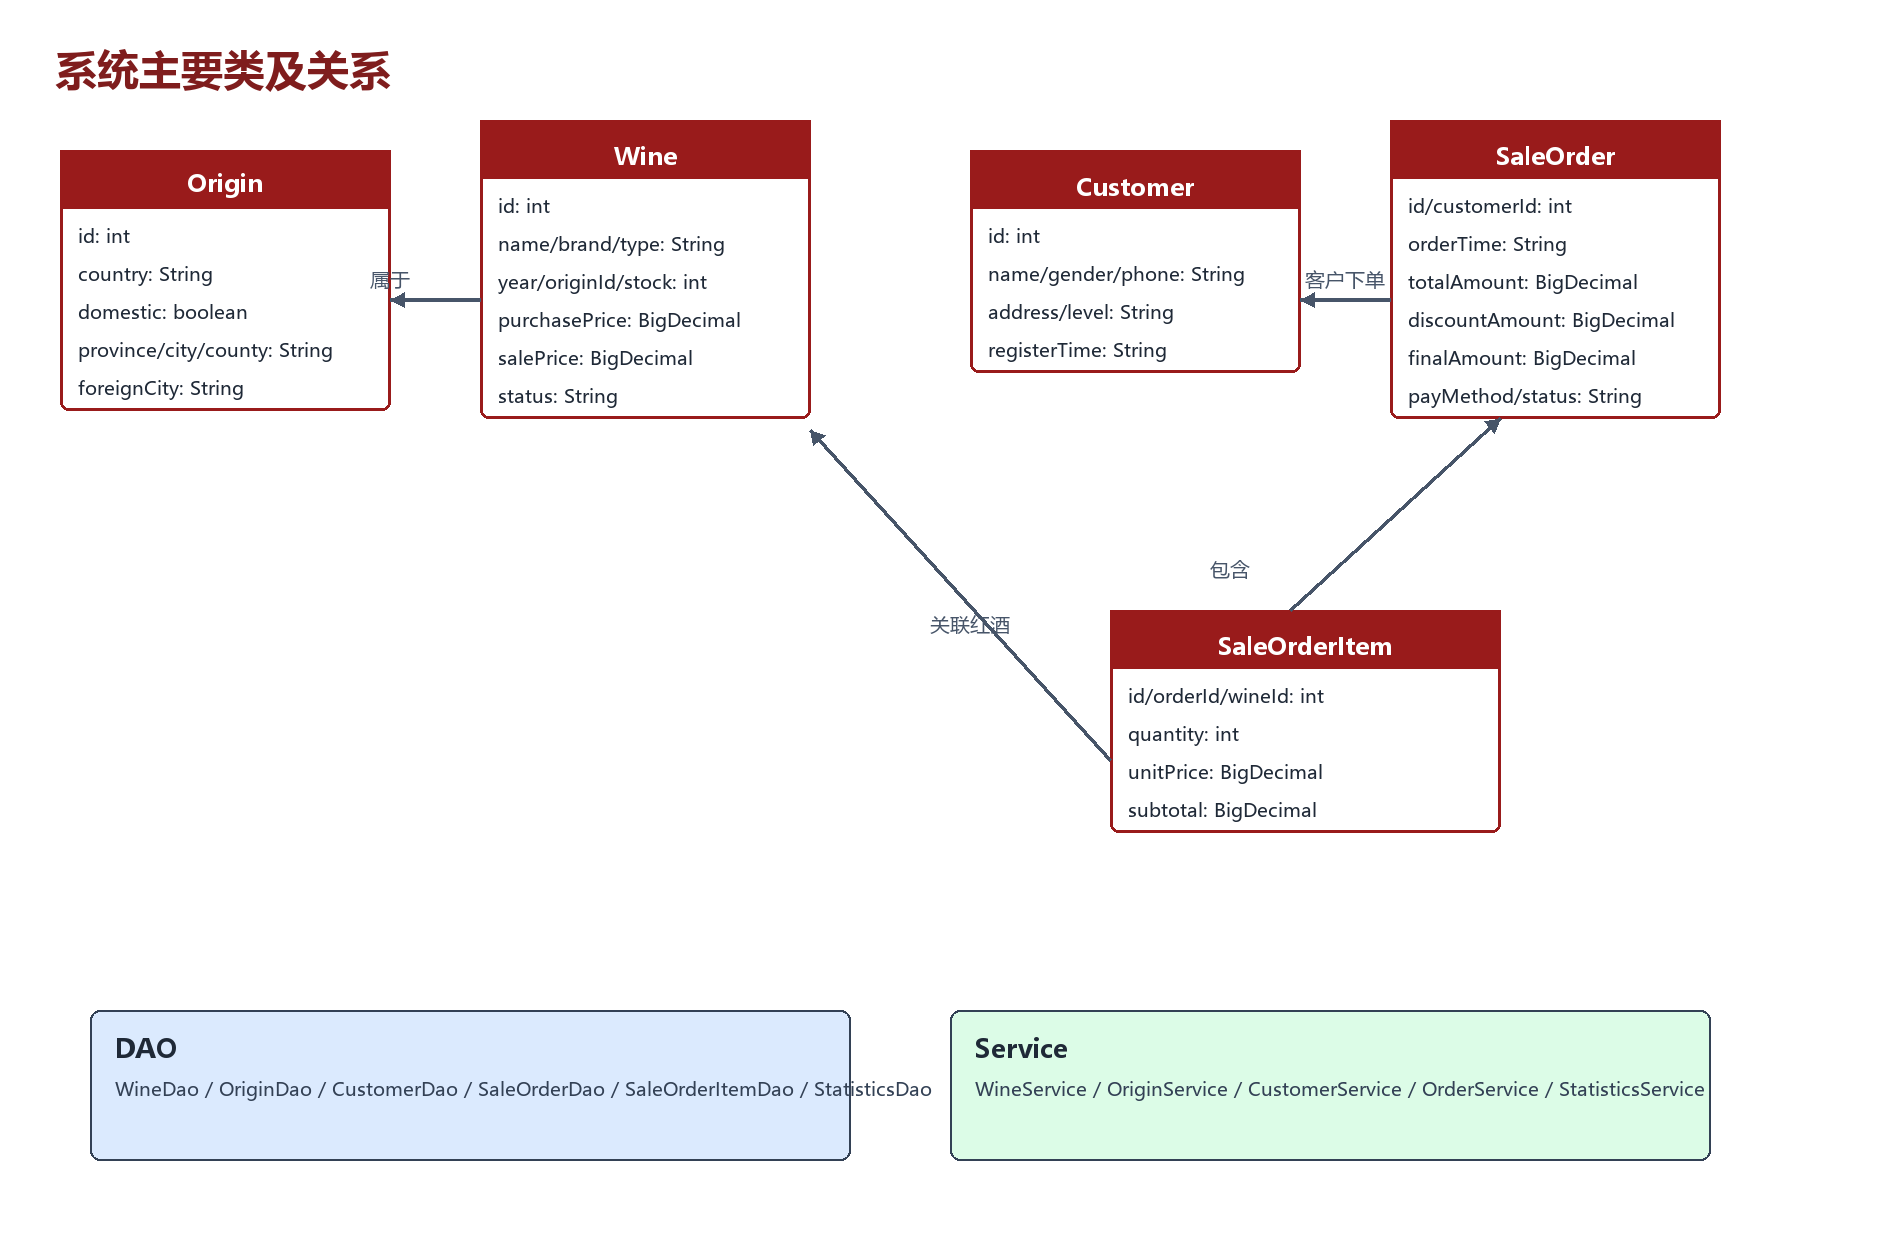 系统主要类及关系
Origin
id: int
country: String
domestic: boolean
province/city/county: String
foreignCity: String
属于
Wine
id: int
name/brand/type: String
year/originId/stock: int
purchasePrice: BigDecimal
salePrice: BigDecimal
status: String
Customer
id: int
name/gender/phone: String
address/level: String
registerTime: String
客户下单
SaleOrder
id/customerId: int
orderTime: String
totalAmount: BigDecimal
discountAmount: BigDecimal
finalAmount: BigDecimal
payMethod/status: String
包含
关联红酒
SaleOrderItem
id/orderId/wineId: int
quantity: int
unitPrice: BigDecimal
subtotal: BigDecimal
DAO
WineDao / OriginDao / CustomerDao / SaleOrderDao / SaleOrderItemDao / StatisticsDao
Service
WineService / OriginService / CustomerService / OrderService / StatisticsService